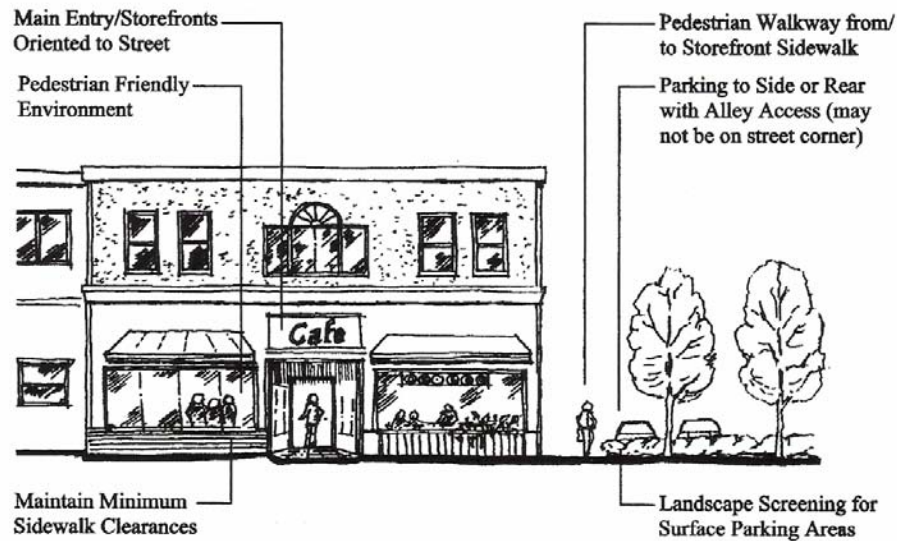 Main Entry/Storefronts
Oriented to Street
Pedestrian Friendly
Environment
Pedestrian Walkway from/
to Storefront Sidewalk
Parking to Side or Rear
with Alley Access (may
not be on street corner)
Cafe
Maintain Minimum
Sidewalk Clearances
Landscape Screening for
Surface Parking Areas